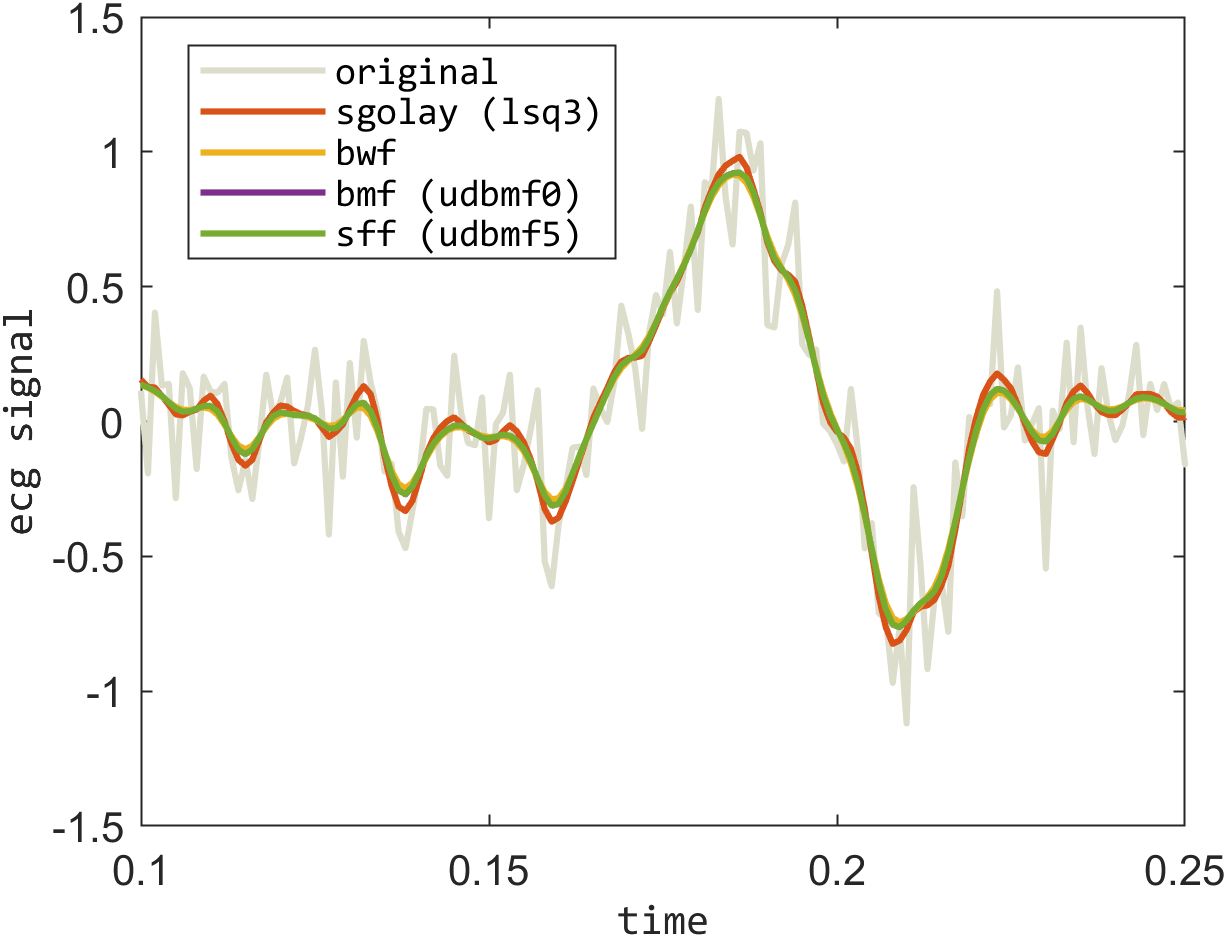 1.5
1
0.5
0
-0.5
-1
-1.5
ecg signal
original
sgolay (lsq3)
bwf
bmf (udbmf0)
sff (udbmf5)
0.1
0.15
0.2
0.25
time